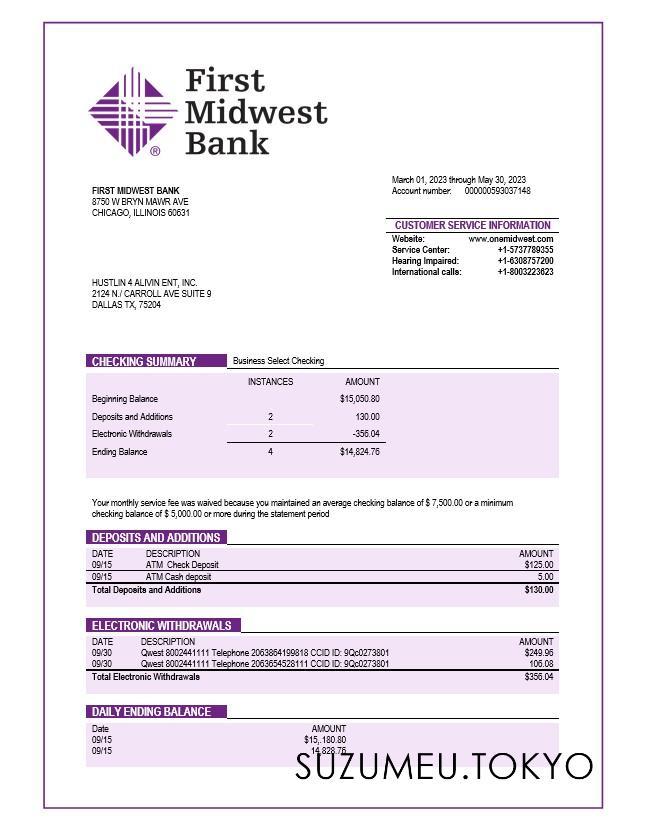 First
Midwest
Bank
®
March 01, 2023 through May 30, 2023
Account number: 000000593037148
FIRST MIDWEST BANK
8750 W BRYN MAWR AVE
CHICAGO, ILLINOIS 60631
CUSTOMER SERVICE INFORMATION
Website: www.onemidwest.com
Service Center: +1-5737789355
Hearing Impaired: +1-6308757200
International calls: +1-8003223623
HUSTLIN 4 ALIVIN ENT, INC.
2124 N./ CARROLL AVE SUITE 9
DALLAS TX, 75204
CHECKING SUMMARY Business Select Checking
INSTANCES AMOUNT
Beginning Balance $15,050.80
Deposits and Additions 2 130.00
Electronic Withdrawals 2 -356.04
Ending Balance 4 $14,824.76
Your monthly service fee was waived because you maintained an average checking balance of $ 7,500.00 or a minimum
checking balance of $ 5,000.00 or more during the statement period
DEPOSITS AND ADDITIONS
DATE DESCRIPTION AMOUNT
09/15 ATM Check Deposit $125.00
09/15 ATM Cash deposit 5.00
Total Deposits and Additions $130.00
ELECTRONIC WITHDRAWALS
DATE DESCRIPTION AMOUNT
09/30 Qwest 8002441111 Telephone 2063864199818 CCID ID: 9Qc0273801 $249.96
09/30 Qwest 8002441111 Telephone 2063654528111 CCID ID: 9Qc0273801 106.08
Total Electronic Withdrawals $356.04
DAILY ENDING BALANCE
Date AMOUNT
09/15 $15,.180.80
09/15 14,828.76
SUZUMEU.TOKYO